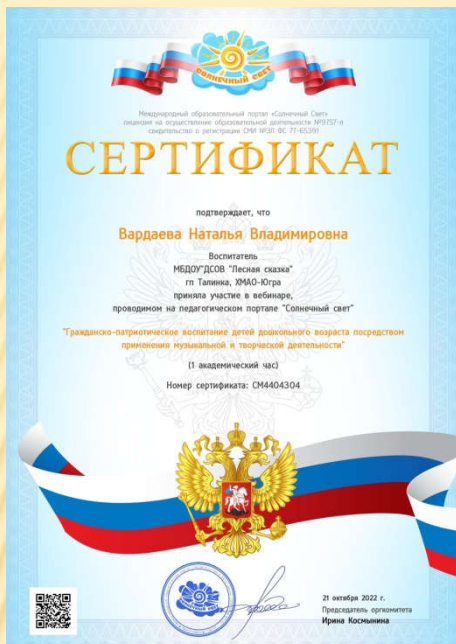 СОЛНЕЧНЫЙ СВЕТ
Международный образовательный портал «Солнечный Свет»
лицензия на осуществление образовательной деятельности №9757-л
свидетельство о регистрации СМИ №ЭЛ ФС 77-65391
СЕРТИФИКАТ
подтверждает, что
Вардаева Наталья Владимировна
Воспитатель
МБДОУ"ДСОВ "Лесная сказка"
гп Талинка, ХМАО-Югра
приняла участие в вебинаре,
проводимом на педагогическом портале "Солнечный свет"
"Гражданско-патриотическое воспитание детей дошкольного возраста посредством
применения музыкальной и творческой деятельности"
(1 академический час)
Номер сертификата: СМ4404304
21 октября 2022 г.
Председатель оргкомитета
Ирина Космынина